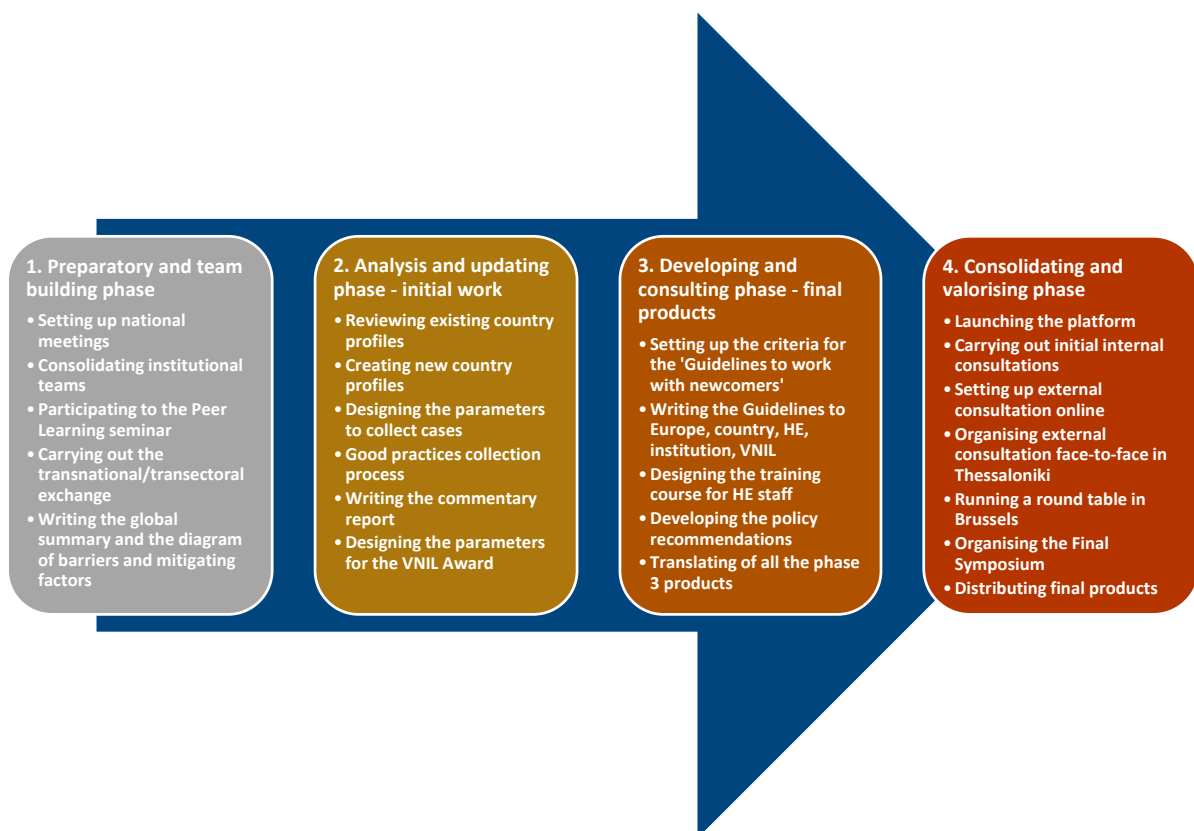 1. Preparatory and team
building phase
• Setting up national
meetings
• Consolidating institutional
teams
• Participating to the Peer
Learning seminar
• Carrying out the
transnational/transectoral
exchange
• Writing the global
summary and the diagram
of barriers and mitigating
factors
2. Analysis and updating
phase - initial work
• Reviewing existing country
profiles
• Creating new country
profiles
• Designing the parameters
to collect cases
• Good practices collection
process
• Writing the commentary
report
• Designing the parameters
for the VNIL Award
3. Developing and
consulting phase - final
products
• Setting up the criteria for
the 'Guidelines to work
with newcomers'
• Writing the Guidelines to
Europe, country, HE,
institution, VNIL
• Designing the training
course for HE staff
• Developing the policy
recommendations
• Translating of all the phase
3 products
4. Consolidating and
valorising phase
• Launching the platform
• Carrying out initial internal
consultations
• Setting up external
consultation online
• Organising external
consultation face-to-face in
Thessaloniki
• Running a round table in
Brussels
• Organising the Final
Symposium
• Distributing final products